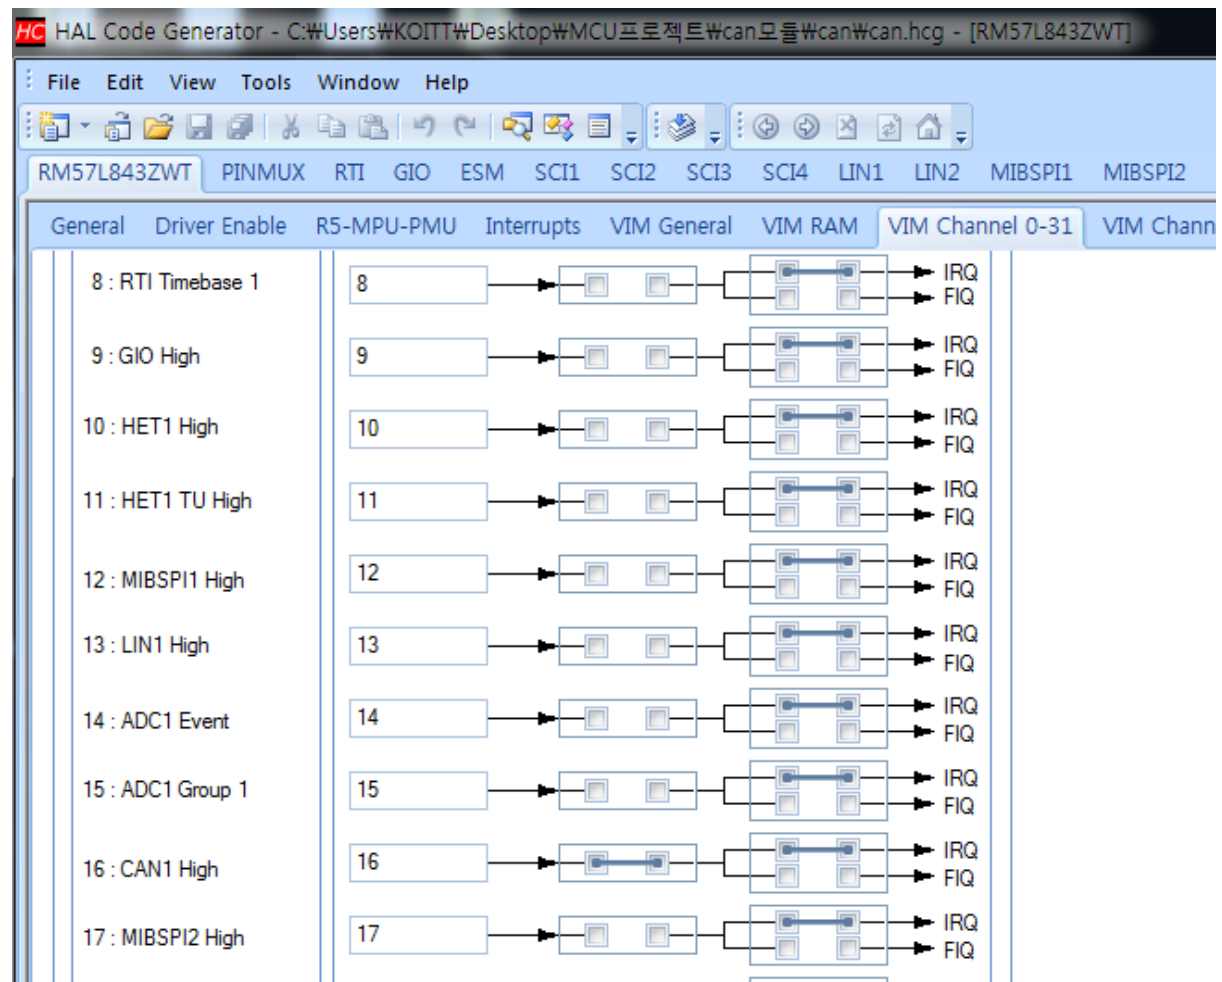 HC HAL Code Generator - C:₩Users₩KOITT₩Desktop₩MCU프로젝트₩can모듈₩can₩can.hcg - [RM57L843ZWT]
File Edit View Tools Window Help
RM57L843ZWT PINMUX RTI GIO ESM SCI1 SCI2 SCI3 SCI4 LIN1 LIN2 MIBSPI1 MIBSPI2
General Driver Enable R5-MPU-PMU Interrupts VIM General VIM RAM VIM Channel 0-31 VIM Chann
8 : RTI Timebase 1 8 IRQ
FIQ
9 : GIO High 9 IRQ
FIQ
10 : HET1 High 10 IRQ
FIQ
11 : HET1 TU High 11 IRQ
FIQ
12 : MIBSPI1 High 12 IRQ
FIQ
13 : LIN1 High 13 IRQ
FIQ
14 : ADC1 Event 14 IRQ
FIQ
15 : ADC1 Group 1 15 IRQ
FIQ
16 : CAN1 High 16 IRQ
FIQ
17 : MIBSPI2 High 17 IRQ
FIQ